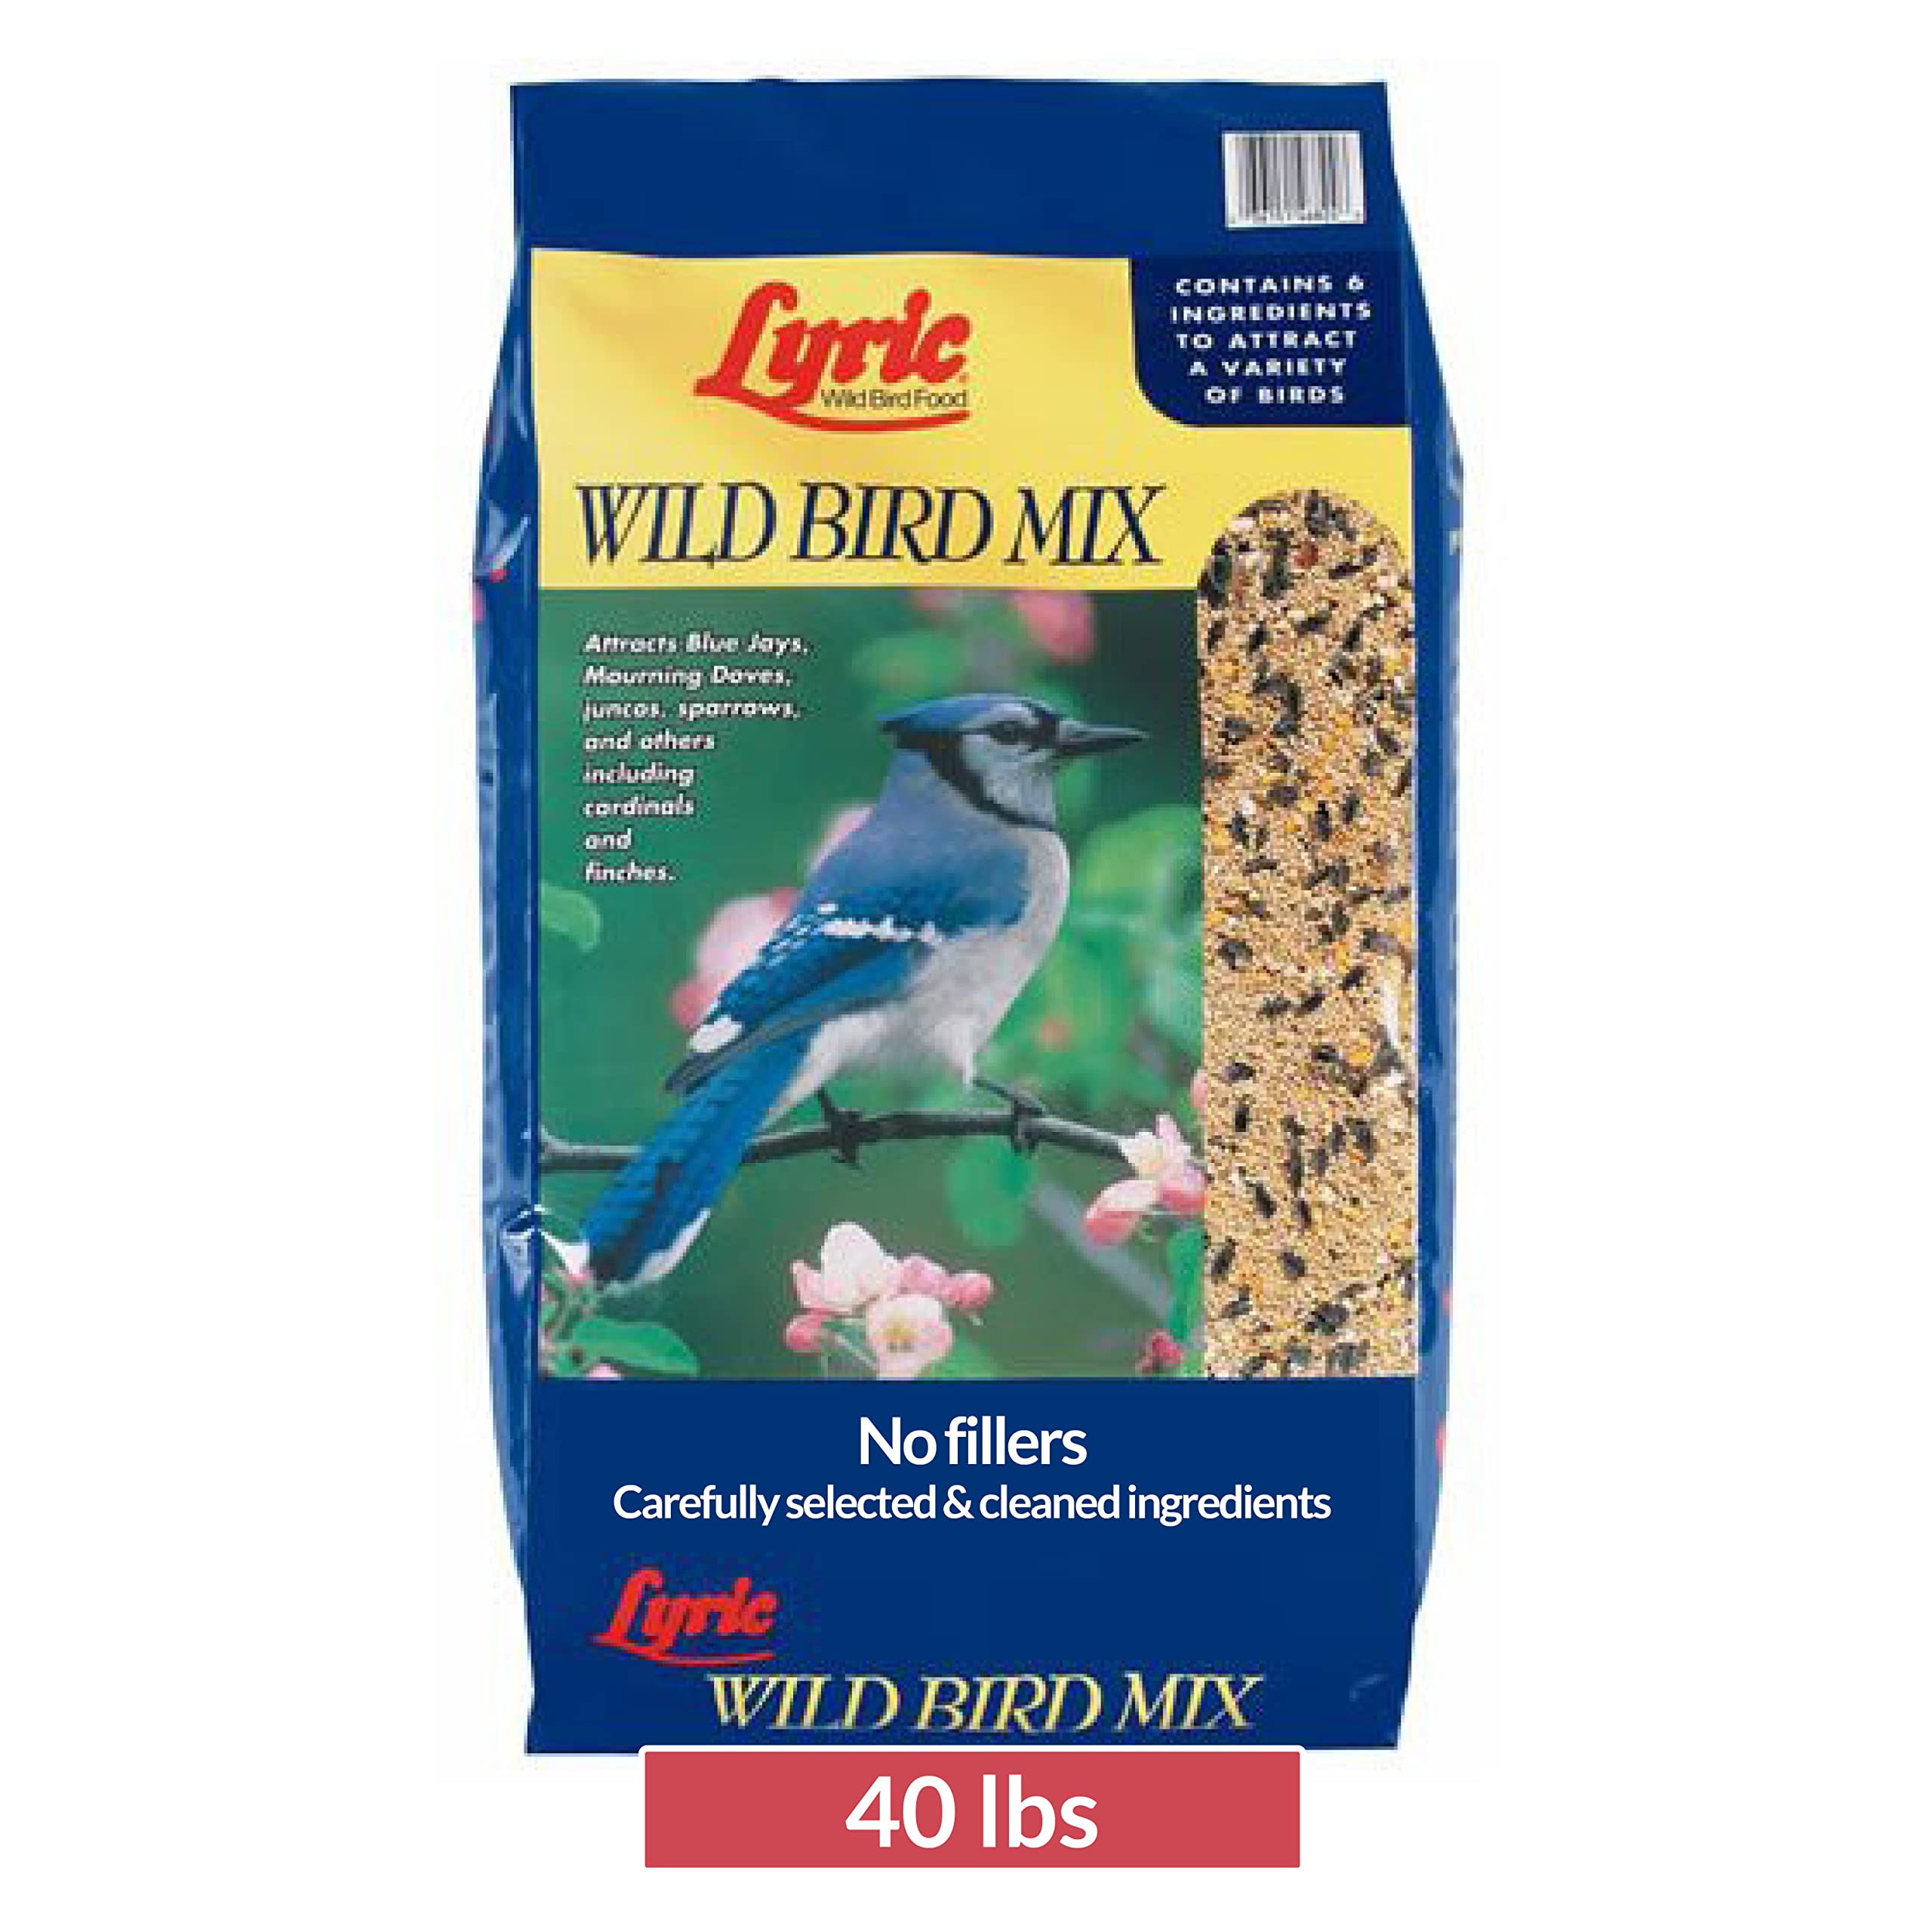 CONTAINS 6
INGREDIENTS
TO ATTRACT
A VARIETY
OF BIRDS
Lyric®
Wild Bird Food
WILD BIRD MIX
Attracts Blue Jays,
Mourning Doves,
juncos, sparrows,
and others
including
cardinals
and
finches.
No fillers
Carefully selected & cleaned ingredients
Lyric
WILD BIRD MIX
40 lbs